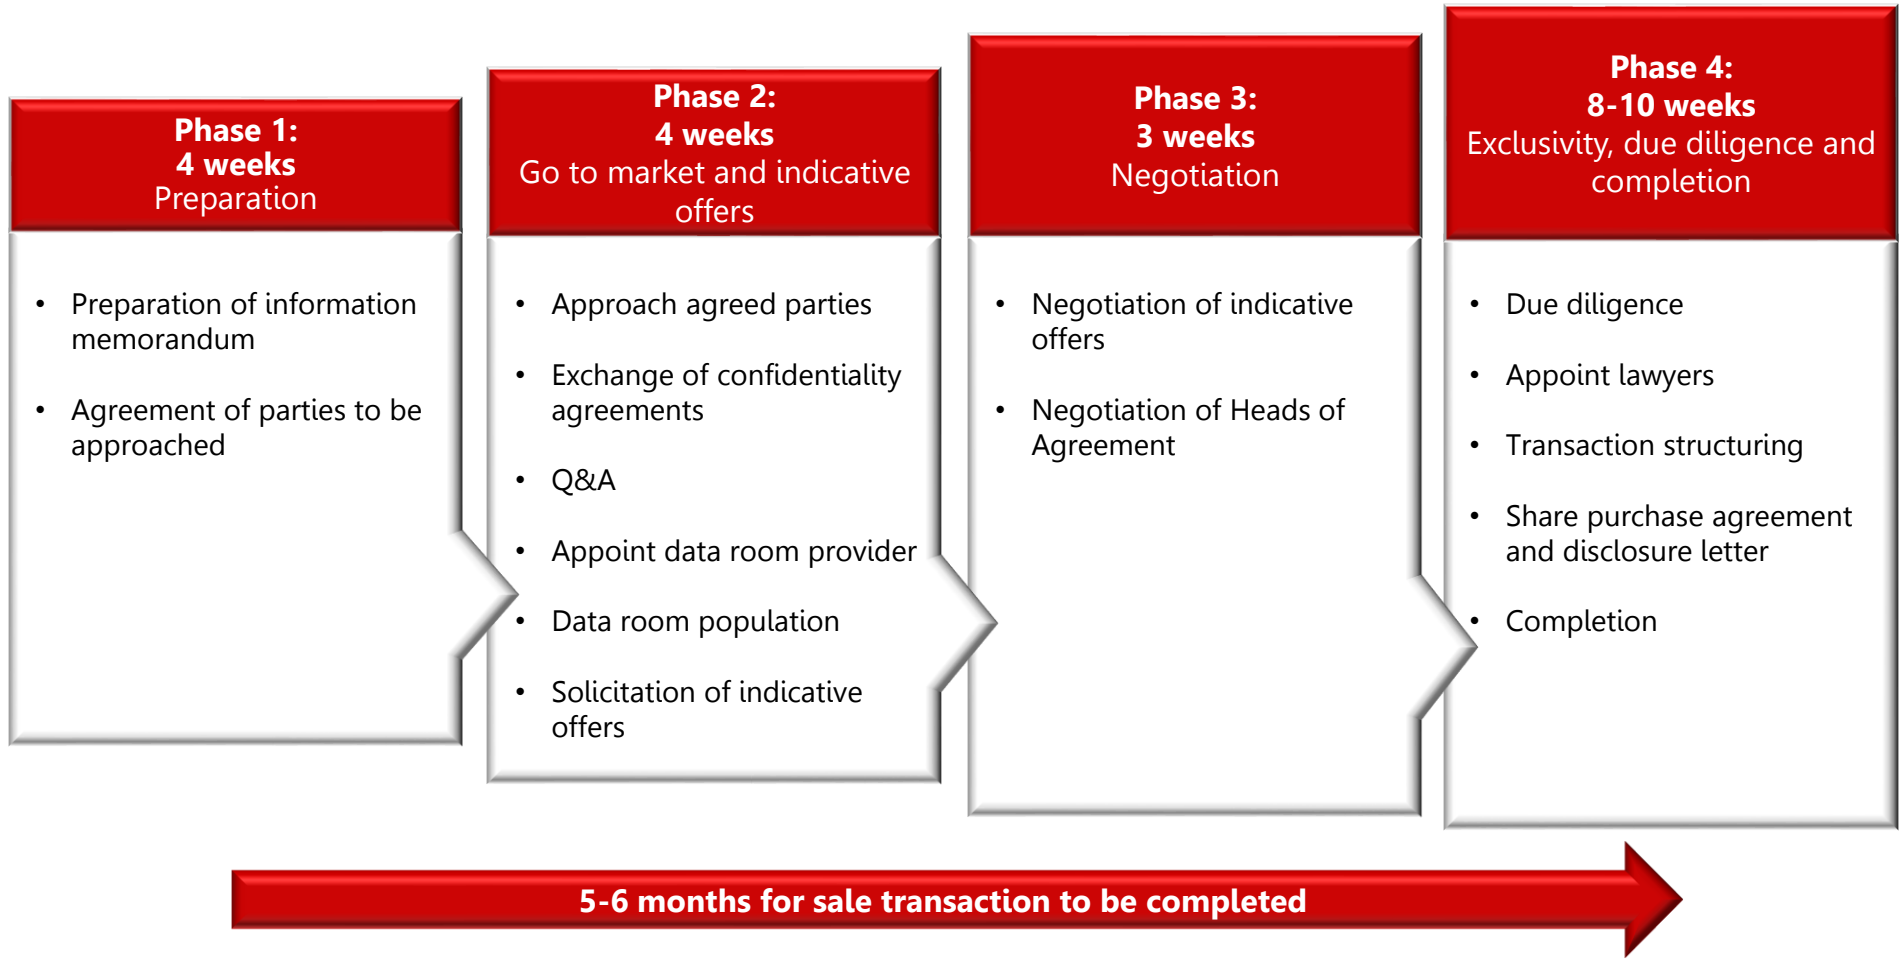 Phase 1:
4 weeks
Preparation
• Preparation of information
memorandum
• Agreement of parties to be
approached
Phase 2:
4 weeks
Go to market and indicative
offers
• Approach agreed parties
• Exchange of confidentiality
agreements
• Q&A
• Appoint data room provider
• Data room population
• Solicitation of indicative
offers
Phase 3:
3 weeks
Negotiation
• Negotiation of indicative
offers
• Negotiation of Heads of
Agreement
Phase 4:
8-10 weeks
Exclusivity, due diligence and
completion
• Due diligence
• Appoint lawyers
• Transaction structuring
• Share purchase agreement
and disclosure letter
• Completion
5-6 months for sale transaction to be completed